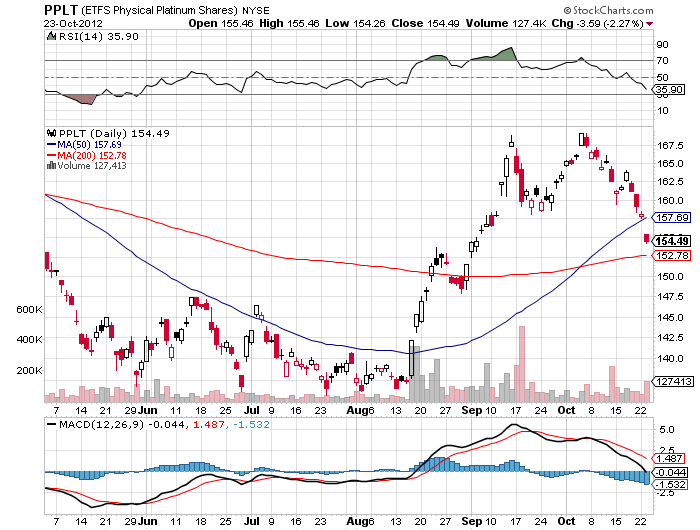 PPLT (ETFS Physical Platinum Shares) NYSE © StockCharts.com
23-Oct-2012 Open 155.46 High 155.46 Low 154.26 Close 154.49 Volume 127.4K Chg -3.59 (-2.27%)
RSI(14) 35.90
90
70
50
35.90
30
10
PPLT (Daily) 154.49
MA(50) 157.69
MA(200) 152.78
Volume 127,413
167.5
165.0
162.5
160.0
157.69
154.49
152.78
150.0
147.5
600K 145.0
400K 142.5
140.0
200K
127413
7 14 21 29 Jun 11 18 25 Jul 9 16 23 Aug 6 13 20 27 Sep 10 17 24 Oct 8 15 22
MACD(12,26,9) -0.044, 1.487, -1.532
5.0
2.5
1.487
-0.044
-1.532
-2.5
7 14 21 29 Jun 11 18 25 Jul 9 16 23 Aug 6 13 20 27 Sep 10 17 24 Oct 8 15 22